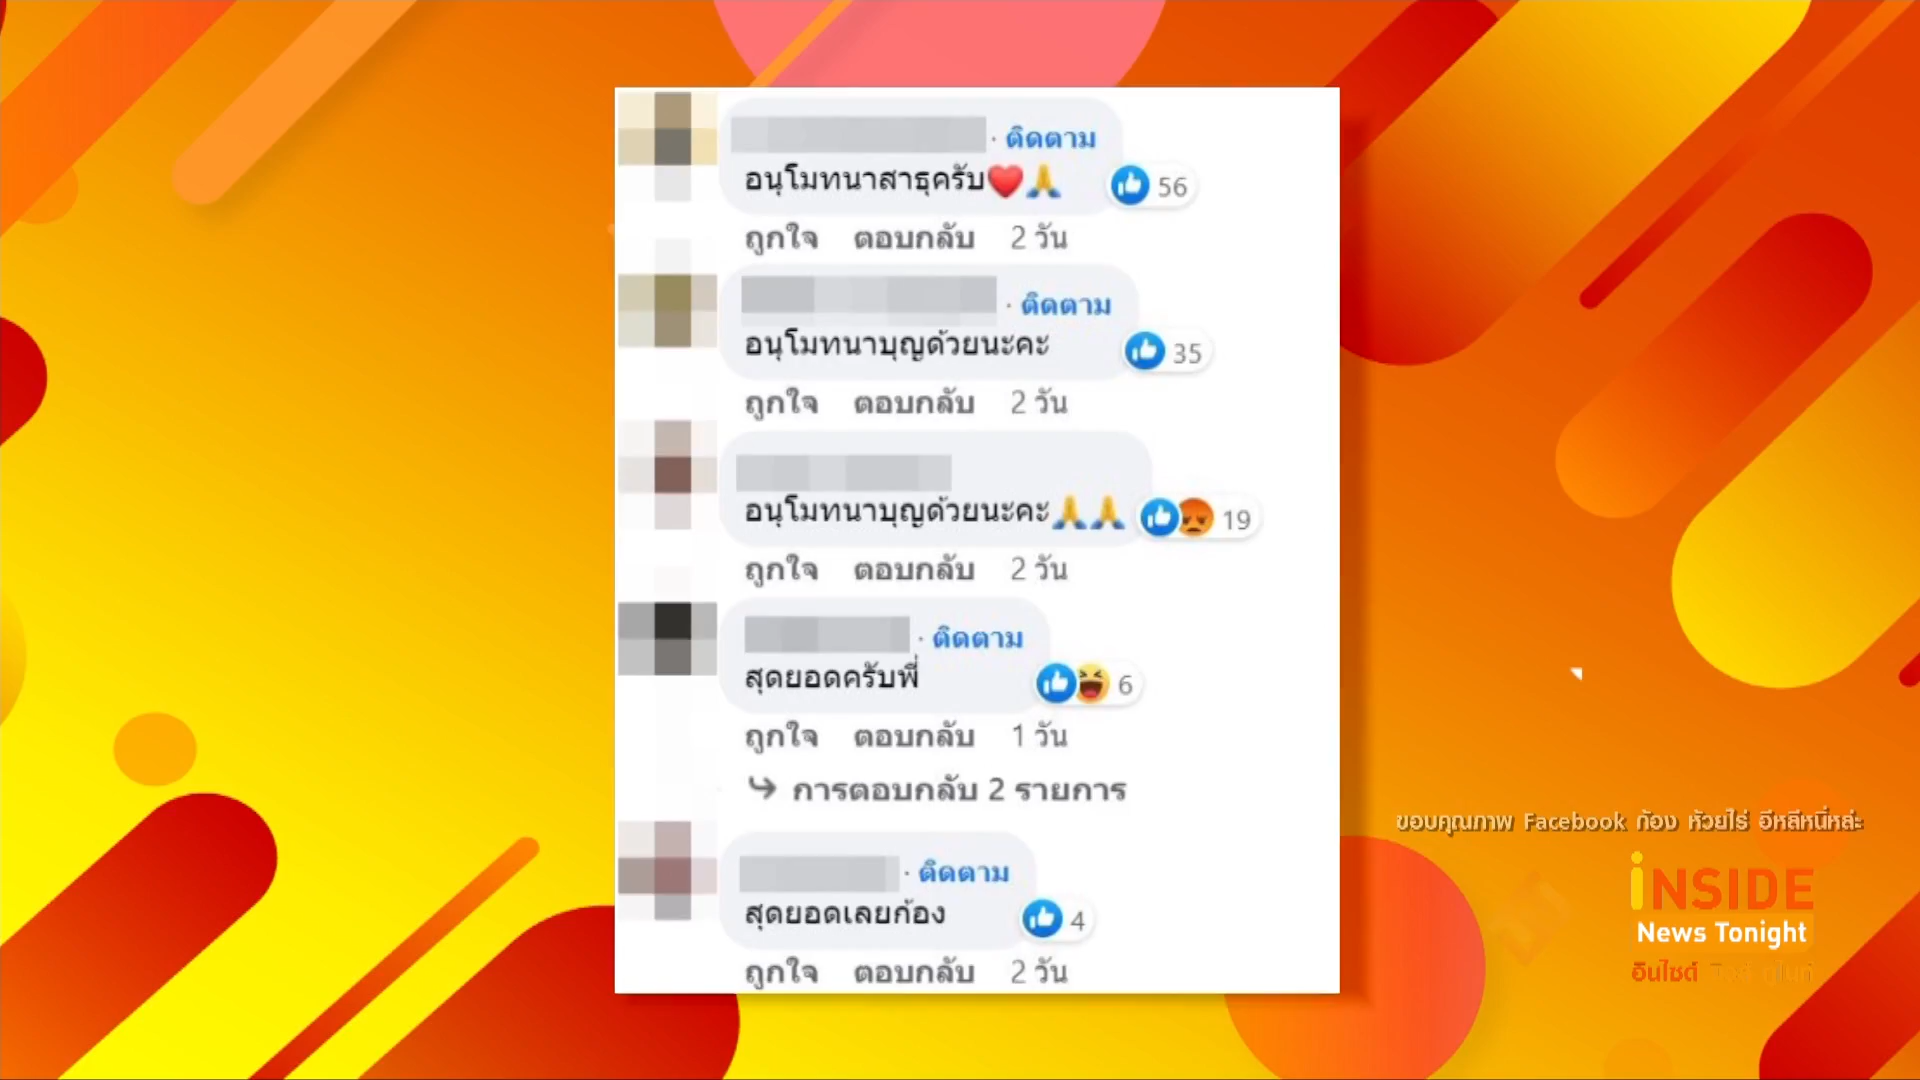 · ติดตาม
อนุโมทนาสาธุครับ❤️🙏 56
ถูกใจ ตอบกลับ 2 วัน
· ติดตาม
อนุโมทนาบุญด้วยนะคะ 35
ถูกใจ ตอบกลับ 2 วัน
อนุโมทนาบุญด้วยนะคะ🙏🙏 19
ถูกใจ ตอบกลับ 2 วัน
· ติดตาม
สุดยอดครับพี่ 6
ถูกใจ ตอบกลับ 1 วัน
การตอบกลับ 2 รายการ
· ติดตาม
สุดยอดเลยก้อง 4
ถูกใจ ตอบกลับ 2 วัน
ขอบคุณภาพ Facebook ก้อง ห้วยไร่ อีหลีหนิ่หล่ะ
iNSIDE
News Tonight
อินไซต์ นิวส์ ทูไนท์